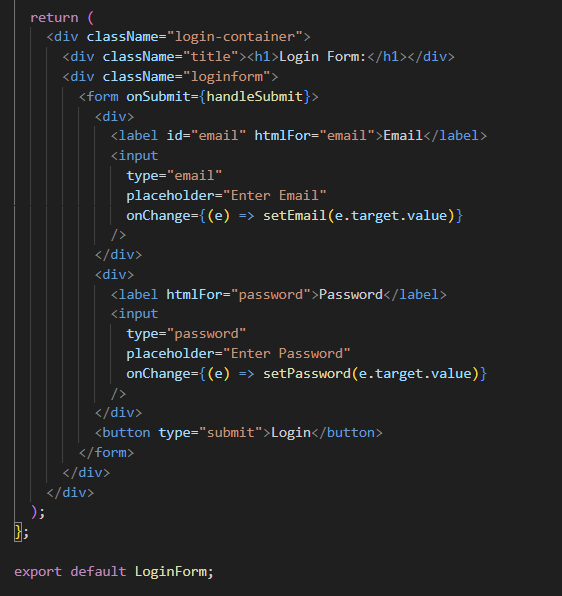 return (
<div className="login-container">
<div className="title"><h1>Login Form:</h1></div>
<div className="loginform">
<form onSubmit={handleSubmit}>
<div>
<label id="email" htmlFor="email">Email</label>
<input
type="email"
placeholder="Enter Email"
onChange={(e) => setEmail(e.target.value)}
/>
</div>
<div>
<label htmlFor="password">Password</label>
<input
type="password"
placeholder="Enter Password"
onChange={(e) => setPassword(e.target.value)}
/>
</div>
<button type="submit">Login</button>
</form>
</div>
</div>
);
};
export default LoginForm;